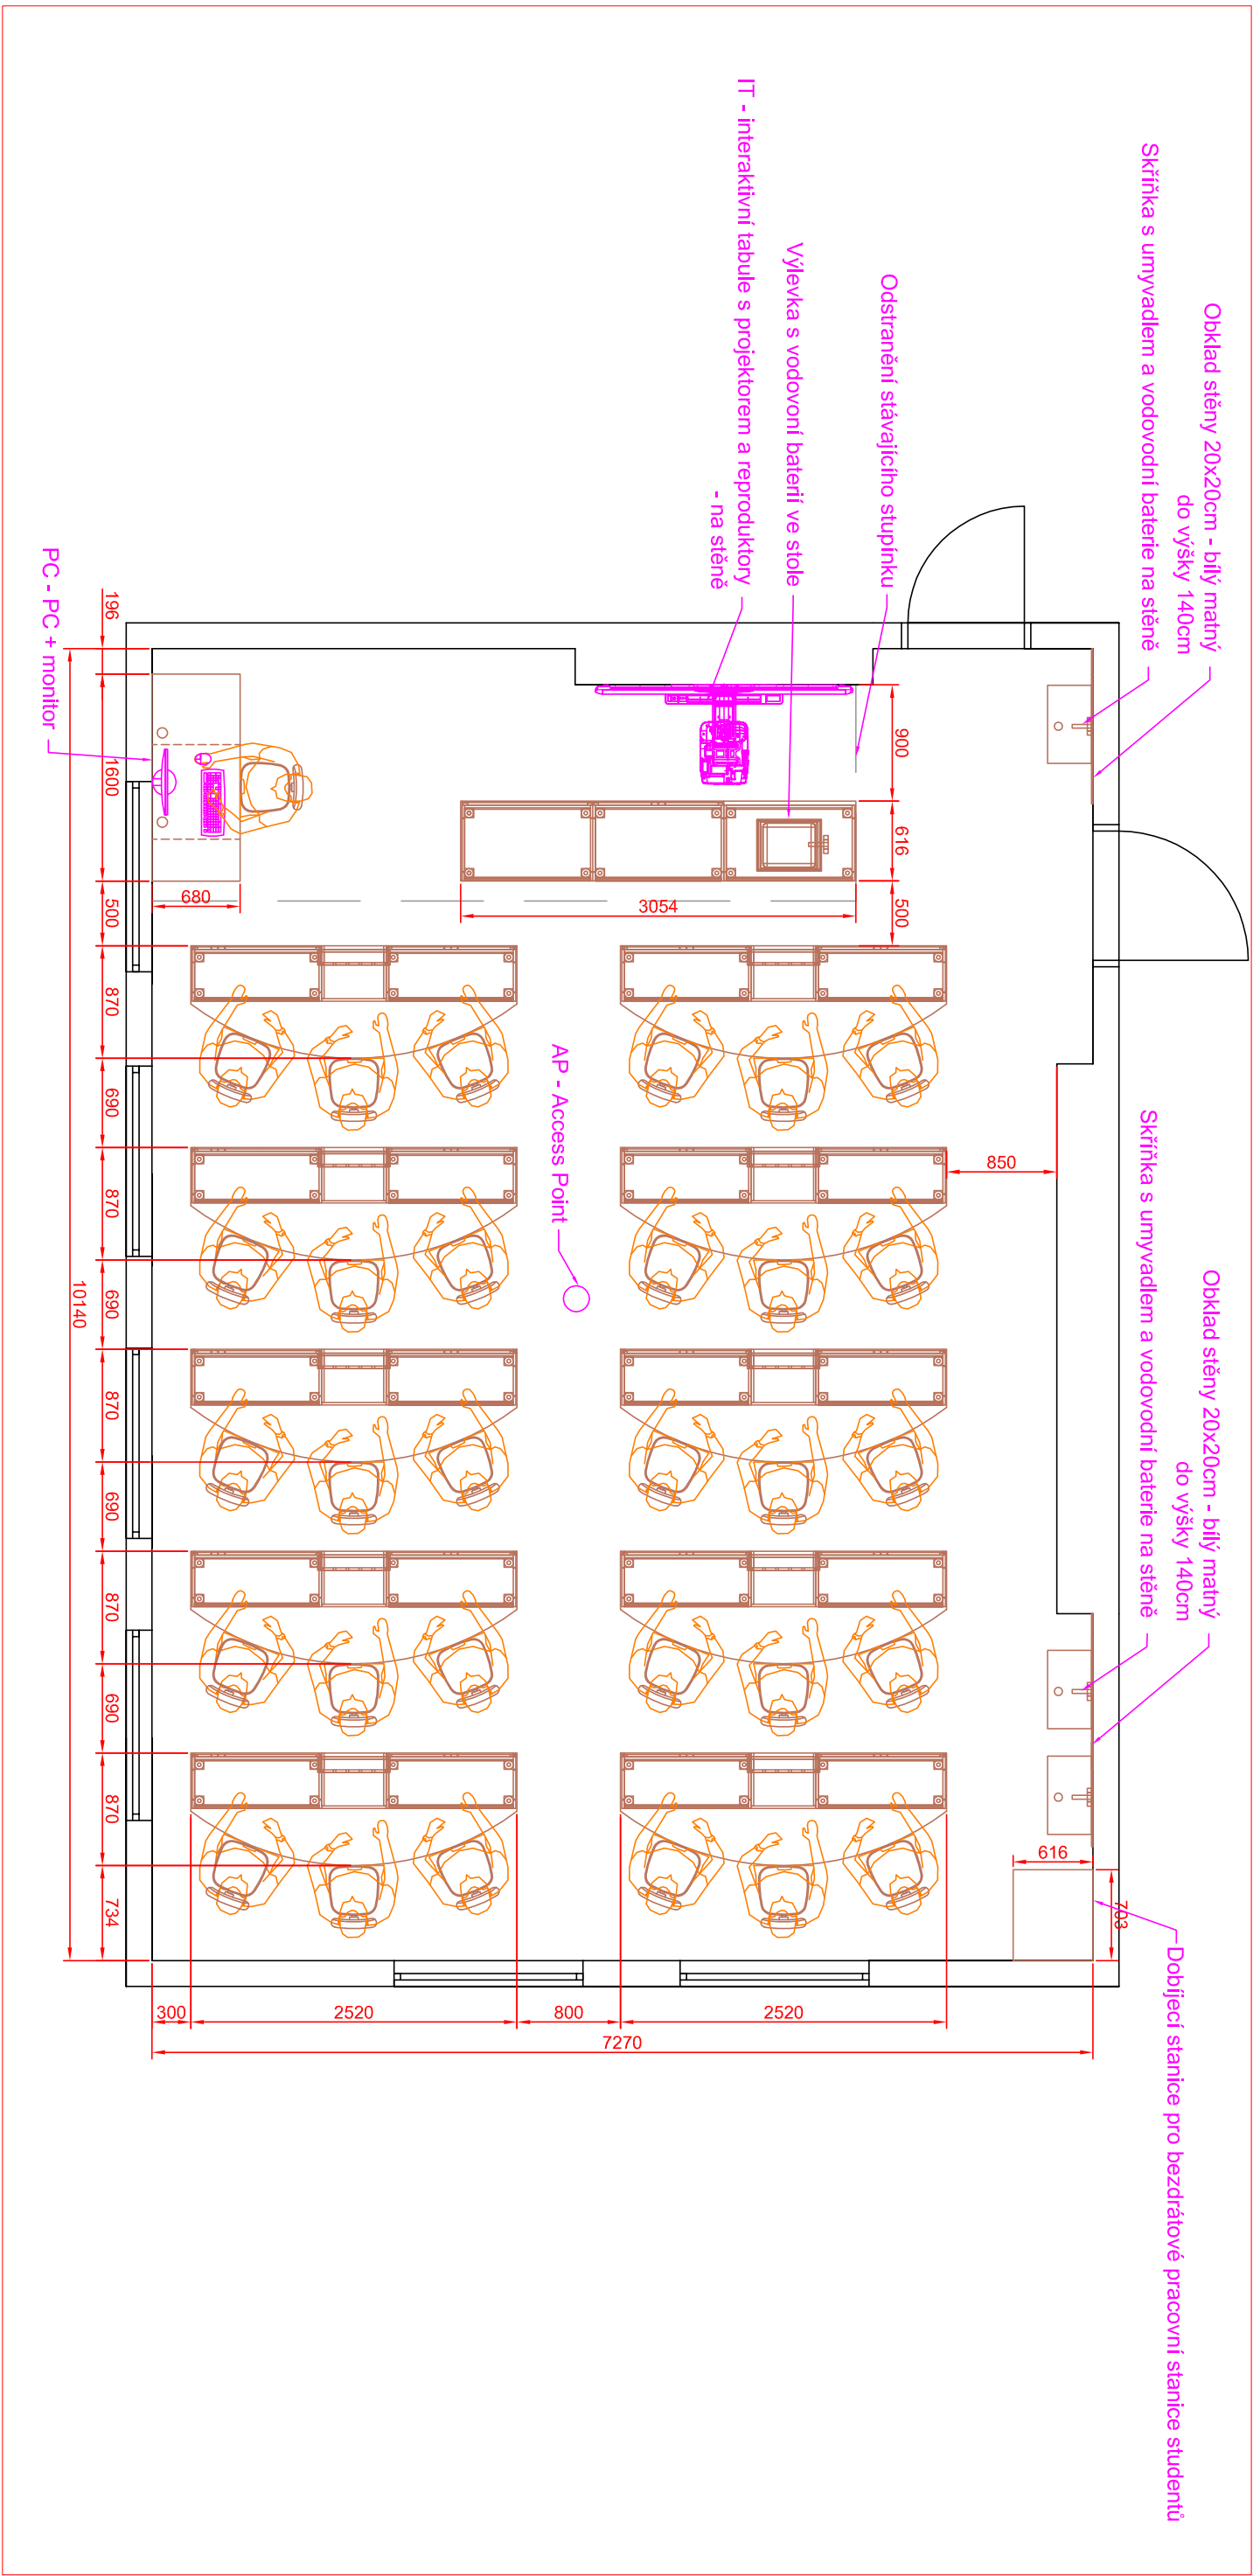 Obklad stěny 20x20cm - bílý matný
do výšky 140cm
Skříňka s umyvadlem a vodovodní baterie na stěně
Odstranění stávajícího stupínku
Výlevka s vodovoní baterií ve stole
IT - interaktivní tabule s projektorem a reproduktory
- na stěně
PC - PC + monitor
AP - Access Point
Obklad stěny 20x20cm - bílý matný
do výšky 140cm
Skříňka s umyvadlem a vodovodní baterie na stěně
Dobíjecí stanice pro bezdrátové pracovní stanice studentů
900
616
500
3054
680
196
1600
500
870
690
870
690
870
690
870
690
870
734
10140
850
616
703
300
2520
800
2520
7270